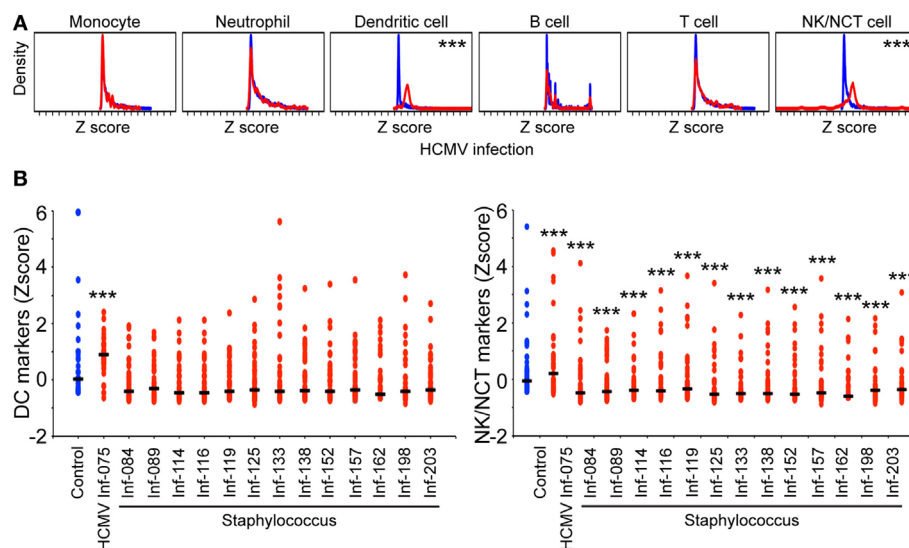 A
Monocyte Neutrophil Dendritic cell B cell T cell NK/NCT cell
Density
*** ***
Z score Z score Z score Z score Z score Z score
HCMV infection
B
DC markers (Zscore)
6
4
2
0
-2
***
Control
HCMV Inf-075
Inf-084
Inf-089
Inf-114
Inf-116
Inf-119
Inf-125
Inf-133
Inf-138
Inf-152
Inf-157
Inf-162
Inf-198
Inf-203
Staphylococcus
NK/NCT markers (Zscore)
6
4
2
0
-2
*** *** *** *** *** *** *** *** *** *** *** *** *** ***
Control
HCMV Inf-075
Inf-084
Inf-089
Inf-114
Inf-116
Inf-119
Inf-125
Inf-133
Inf-138
Inf-152
Inf-157
Inf-162
Inf-198
Inf-203
Staphylococcus